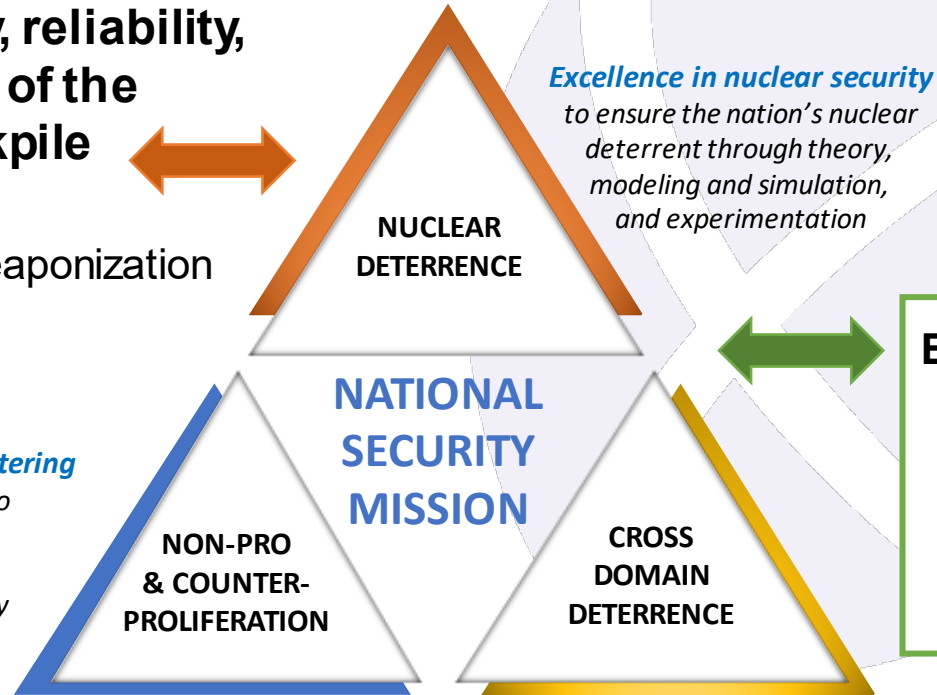 , reliability,
of the
kpile
eaponization
Excellence in nuclear security
to ensure the nation's nuclear
deterrent through theory,
modeling and simulation,
and experimentation
NUCLEAR
DETERRENCE
NATIONAL
SECURITY
MISSION
tering
NON-PRO
& COUNTER-
PROLIFERATION
CROSS
DOMAIN
DETERRENCE